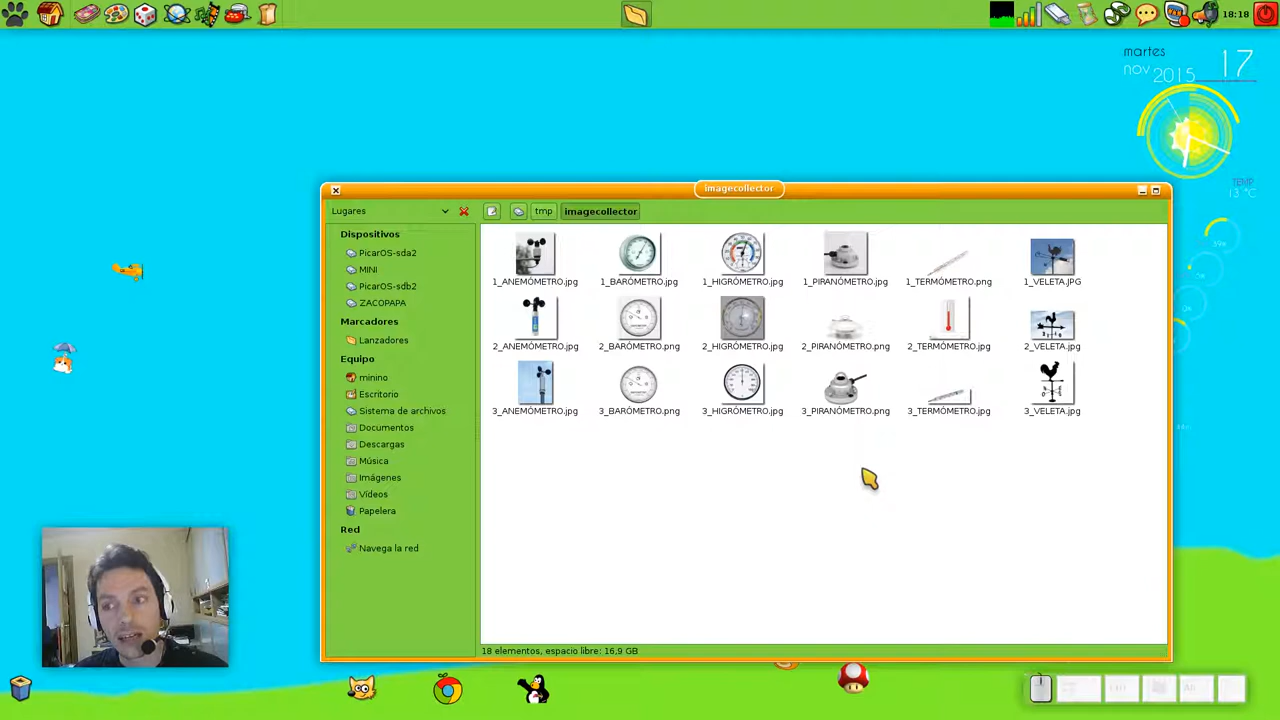 18:18
martes
17
nov 2015
TEMP
13 °C
imagecollector
Lugares
tmp
imagecollector
Dispositivos
PicarOS-sda2
MINI
PicarOS-sdb2
ZACOPAPA
Marcadores
Lanzadores
Equipo
minino
Escritorio
Sistema de archivos
Documentos
Descargas
Música
Imágenes
Vídeos
Papelera
Red
Navega la red
1_ANEMÓMETRO.jpg
1_BARÓMETRO.jpg
1_HIGRÓMETRO.jpg
1_PIRANÓMETRO.jpg
1_TERMÓMETRO.png
1_VELETA.JPG
2_ANEMÓMETRO.jpg
2_BARÓMETRO.png
2_HIGRÓMETRO.jpg
2_PIRANÓMETRO.png
2_TERMÓMETRO.jpg
2_VELETA.jpg
3_ANEMÓMETRO.jpg
3_BARÓMETRO.png
3_HIGRÓMETRO.jpg
3_PIRANÓMETRO.png
3_TERMÓMETRO.jpg
3_VELETA.jpg
18 elementos, espacio libre: 16,9 GB